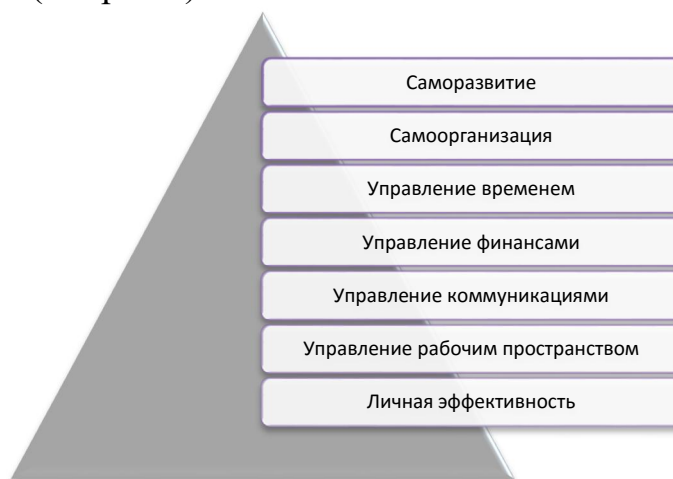 Саморазвитие
Самоорганизация
Управление временем
Управление финансами
Управление коммуникациями
Управление рабочим пространством
Личная эффективность